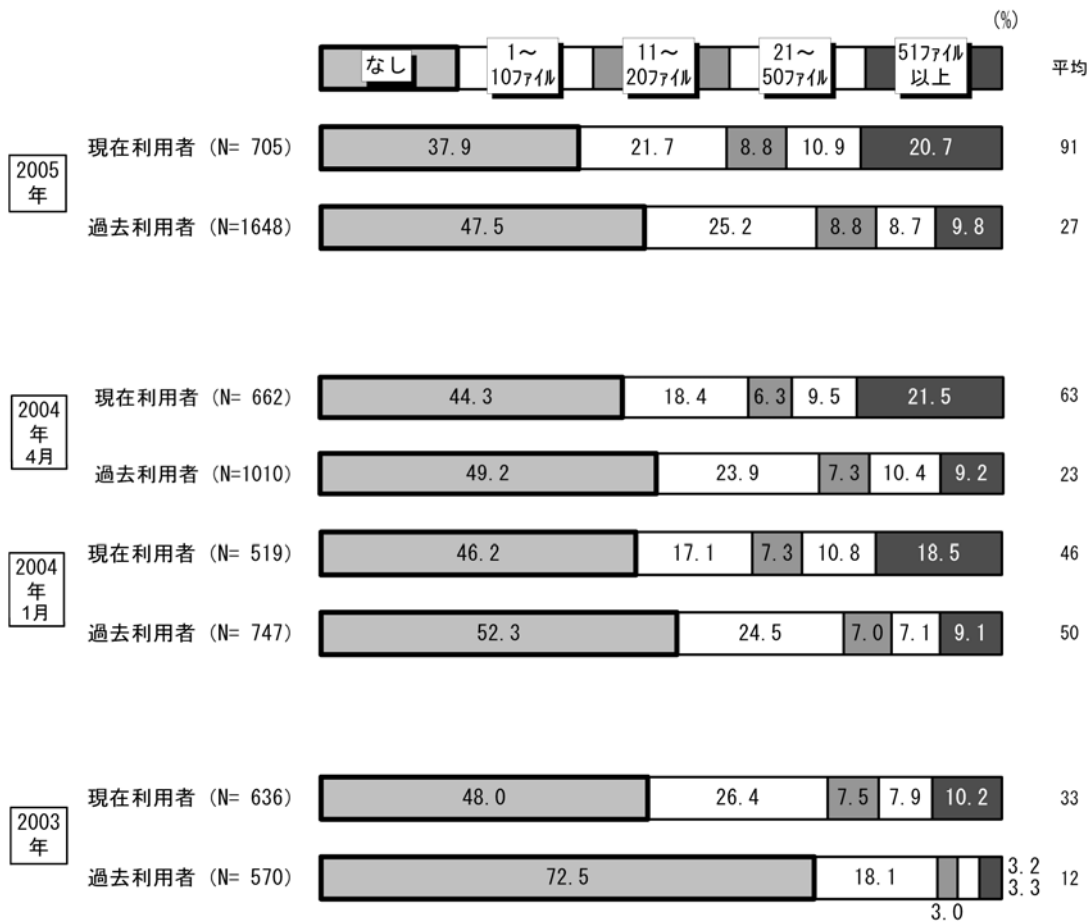 (%)
なし
1～
10ファイル
11～
20ファイル
21～
50ファイル
51ファイル
以上
平均
2005
年
現在利用者 (N= 705)
37.9
21.7
8.8
10.9
20.7
91
過去利用者 (N=1648)
47.5
25.2
8.8
8.7
9.8
27
2004
年
4月
現在利用者 (N= 662)
44.3
18.4
6.3
9.5
21.5
63
過去利用者 (N=1010)
49.2
23.9
7.3
10.4
9.2
23
2004
年
1月
現在利用者 (N= 519)
46.2
17.1
7.3
10.8
18.5
46
過去利用者 (N= 747)
52.3
24.5
7.0
7.1
9.1
50
2003
年
現在利用者 (N= 636)
48.0
26.4
7.5
7.9
10.2
33
過去利用者 (N= 570)
72.5
18.1
3.2
3.3
12
3.0